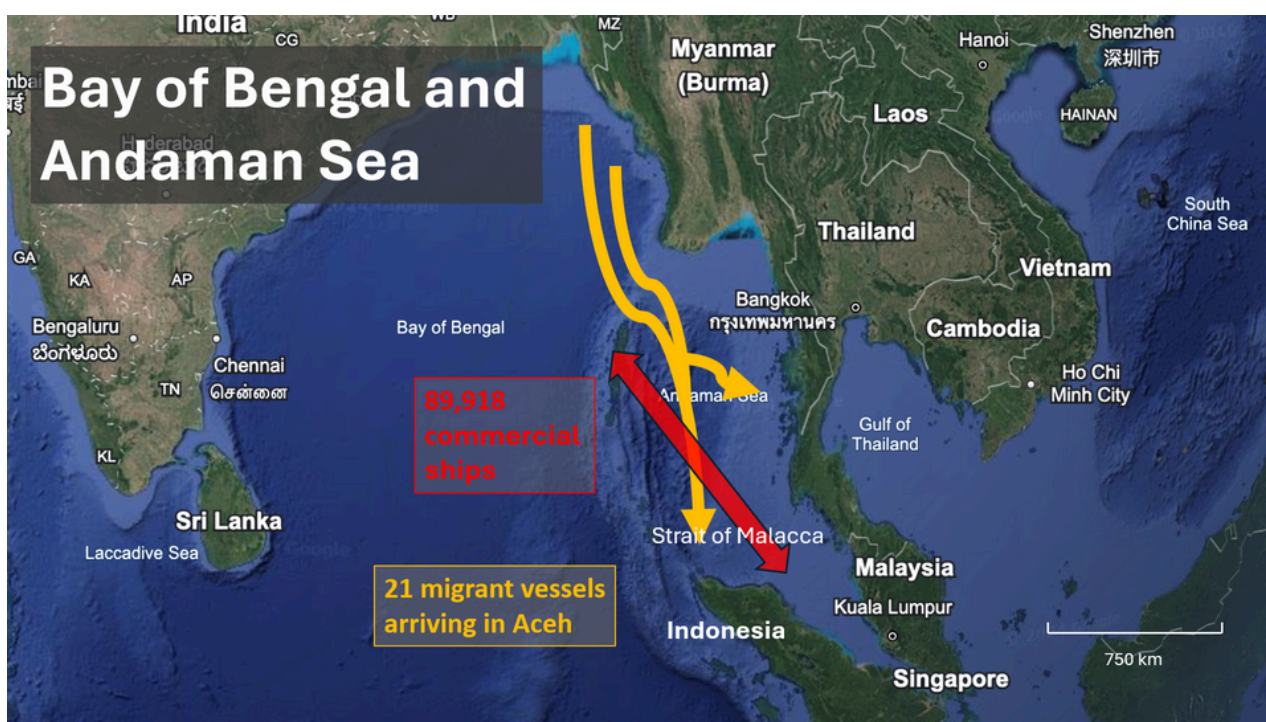 India
CG
WB
MZ
Myanmar
(Burma)
Hanoi
Shenzhen
深圳市
Bay of Bengal and
Andaman Sea
Hyderabad
Laos
HAINAN
Google
South
China Sea
GA
KA
AP
Thailand
Vietnam
Bengaluru
ಬೆಂಗಳೂರು
Bay of Bengal
Bangkok
กรุงเทพมหานคร
Cambodia
Chennai
சென்னை
TN
Ho Chi
Minh City
89,918
commercial
ships
Andaman Sea
Gulf of
Thailand
KL
Sri Lanka
Laccadive Sea
Google
Strait of Malacca
Malaysia
21 migrant vessels
arriving in Aceh
Kuala Lumpur
Indonesia
750 km
Singapore